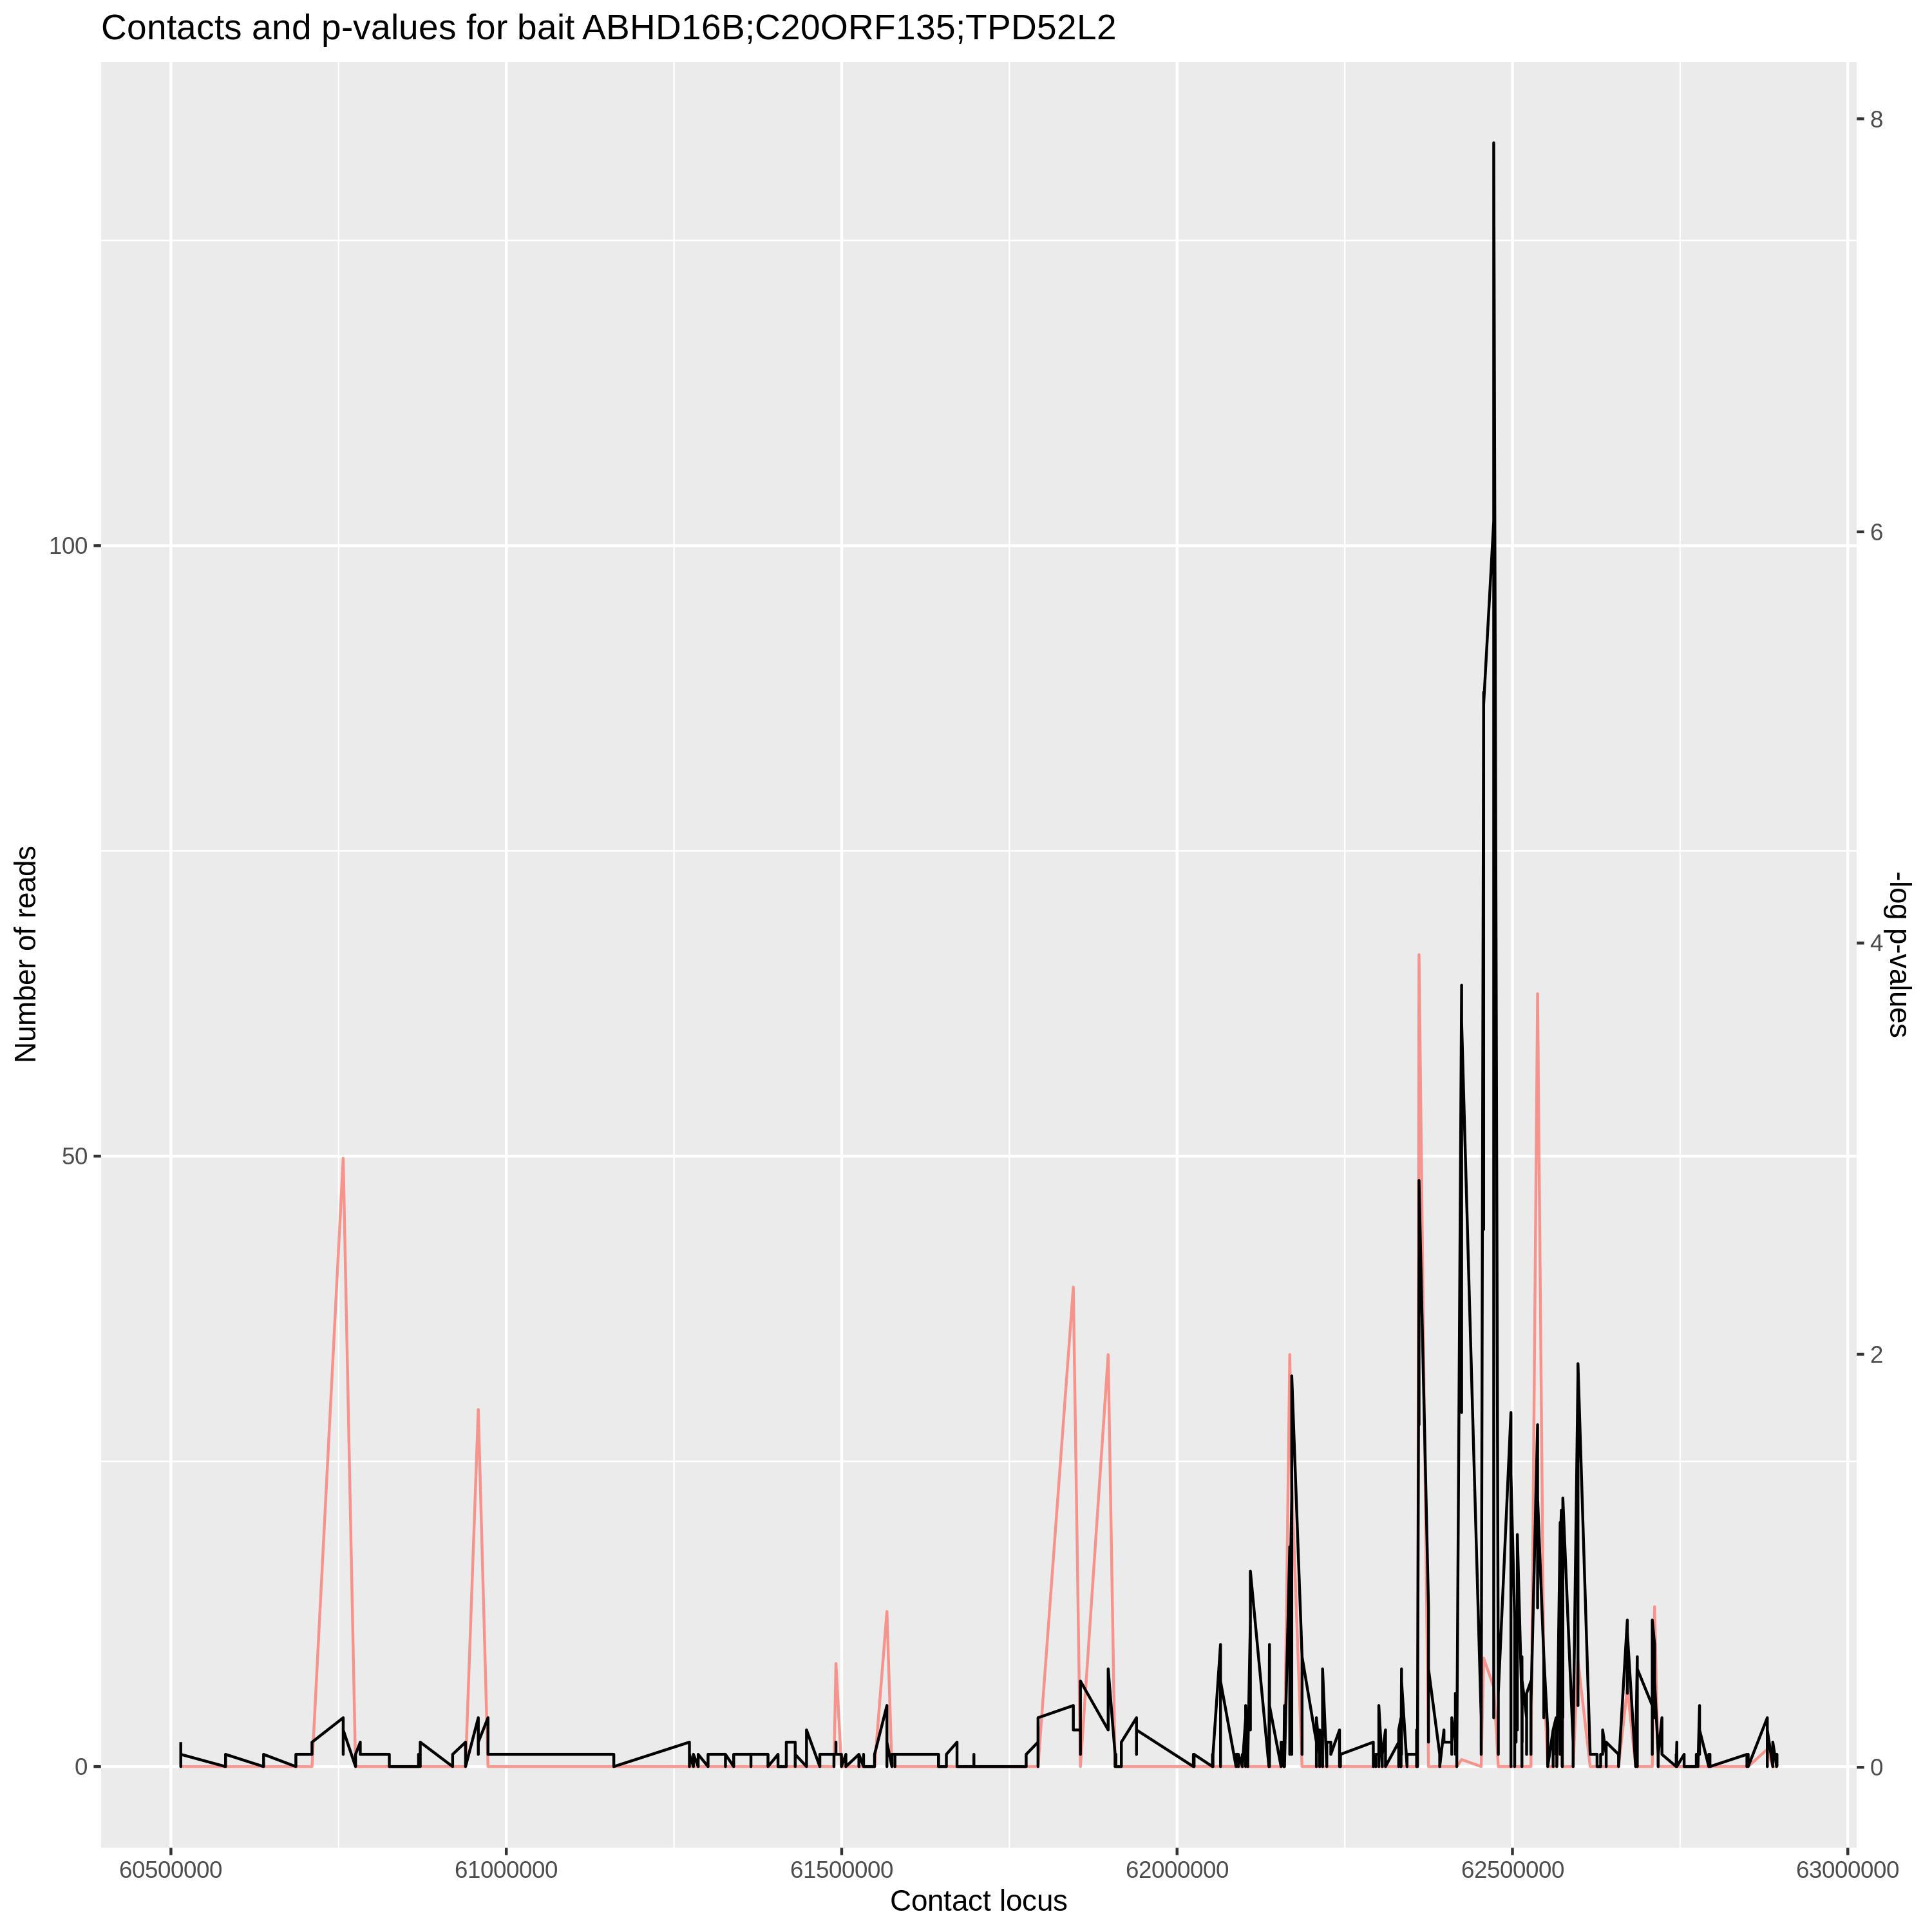 Contacts and p-values for bait ABHD16B;C20ORF135;TPD52L2
8
100
6
Number of reads
4
-log p-values
50
2
0
0
60500000 61000000 61500000 62000000 62500000 63000000
Contact locus